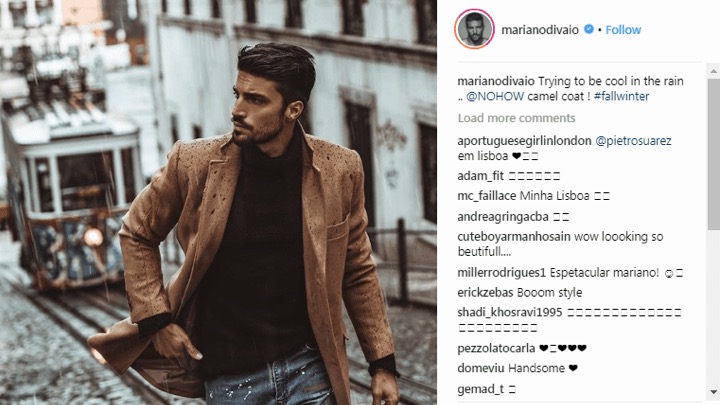 marianodivaio • Follow
marianodivaio Trying to be cool in the rain
.. @NOHOW camel coat ! #fallwinter
Load more comments
aportuguesegirlinlondon @pietrosuarez
em lisboa ❤□□
adam_fit □□□□□□
mc_faillace Minha Lisboa □□
andreagringacba □□
cuteboyarmanhosain wow loooking so
beutifull....
millerrodrigues1 Espetacular mariano! ☺□
erickzebas Booom style
shadi_khosravi1995 □□□□□□□□□□□□□
□□□□□□□□□□
pezzolatocarla ❤□❤❤❤
domeviu Handsome ❤
gemad_t □